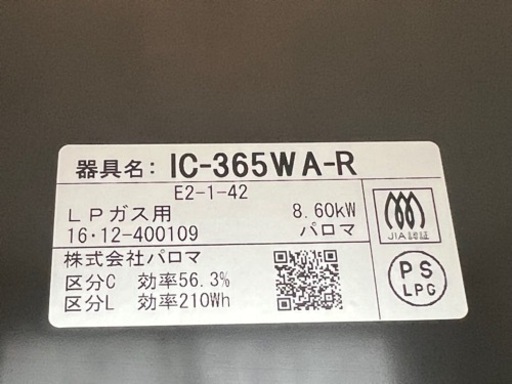 器具名: IC-365WA-R
E2-1-42
LPガス用 8.60kW
16・12-400109 パロマ
JIA認証
株式会社パロマ
区分C 効率56.3%
区分L 効率210Wh
PS
LPG